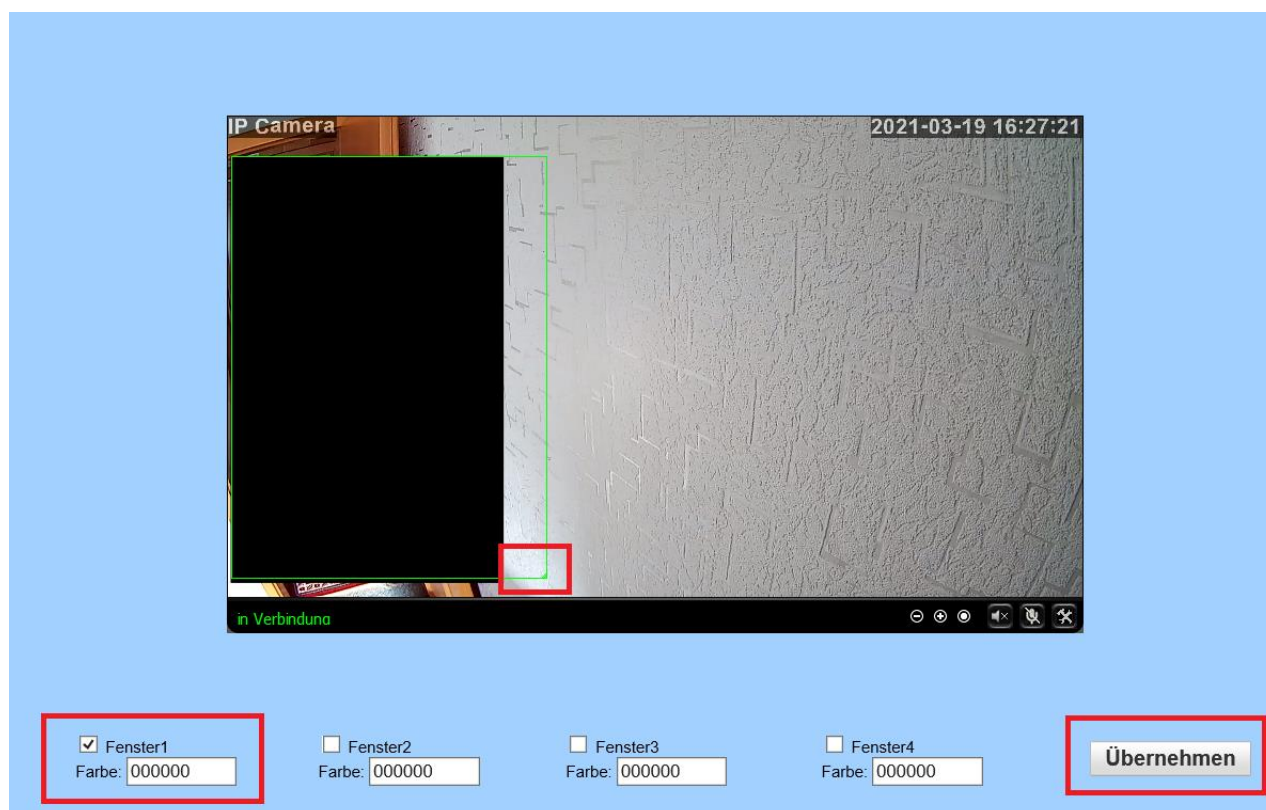 IP Camera
2021-03-19 16:27:21
in Verbindung
Fenster1
Farbe: 000000
Fenster2
Farbe: 000000
Fenster3
Farbe: 000000
Fenster4
Farbe: 000000
Übernehmen